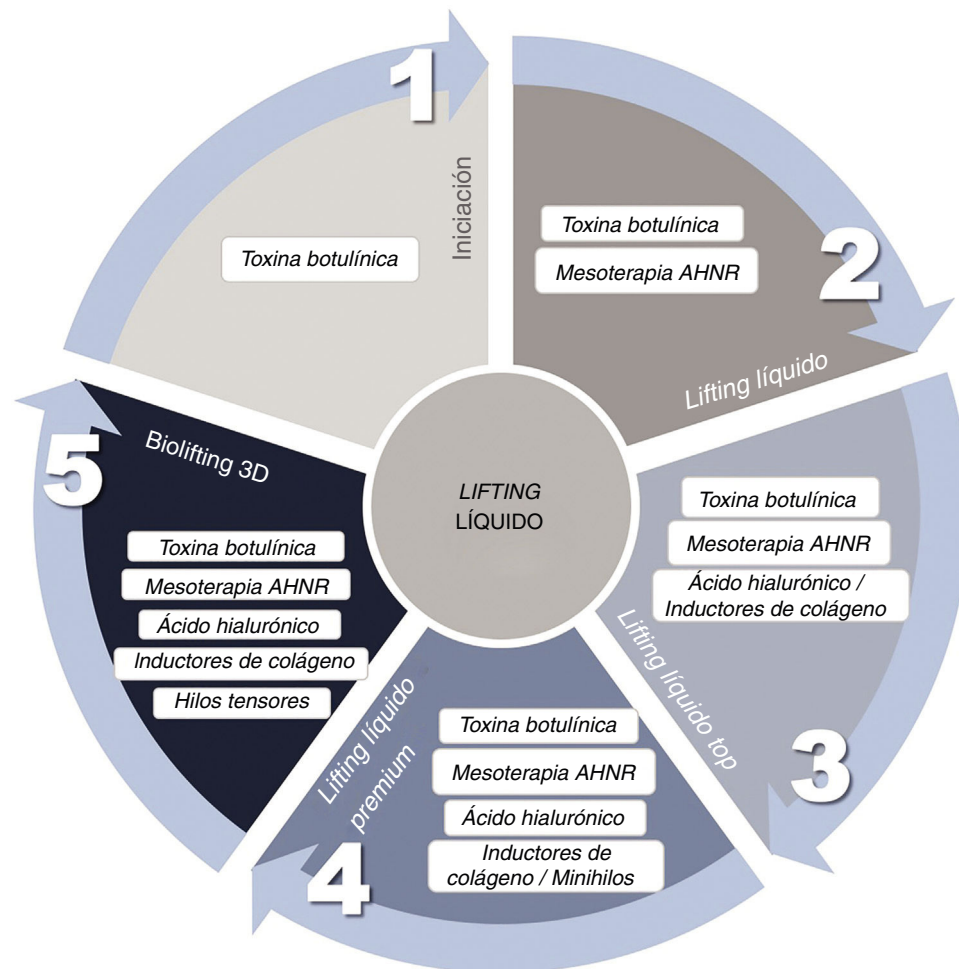 1
Iniciación
Toxina botulínica
2
Toxina botulínica
Mesoterapia AHNR
Lifting líquido
3
Toxina botulínica
Mesoterapia AHNR
Ácido hialurónico /
Inductores de colágeno
Lifting líquido top
4
Lifting líquido
premium
Toxina botulínica
Mesoterapia AHNR
Ácido hialurónico
Inductores de
colágeno / Minihilos
5
Biolifting 3D
Toxina botulínica
Mesoterapia AHNR
Ácido hialurónico
Inductores de colágeno
Hilos tensores
LIFTING
LÍQUIDO